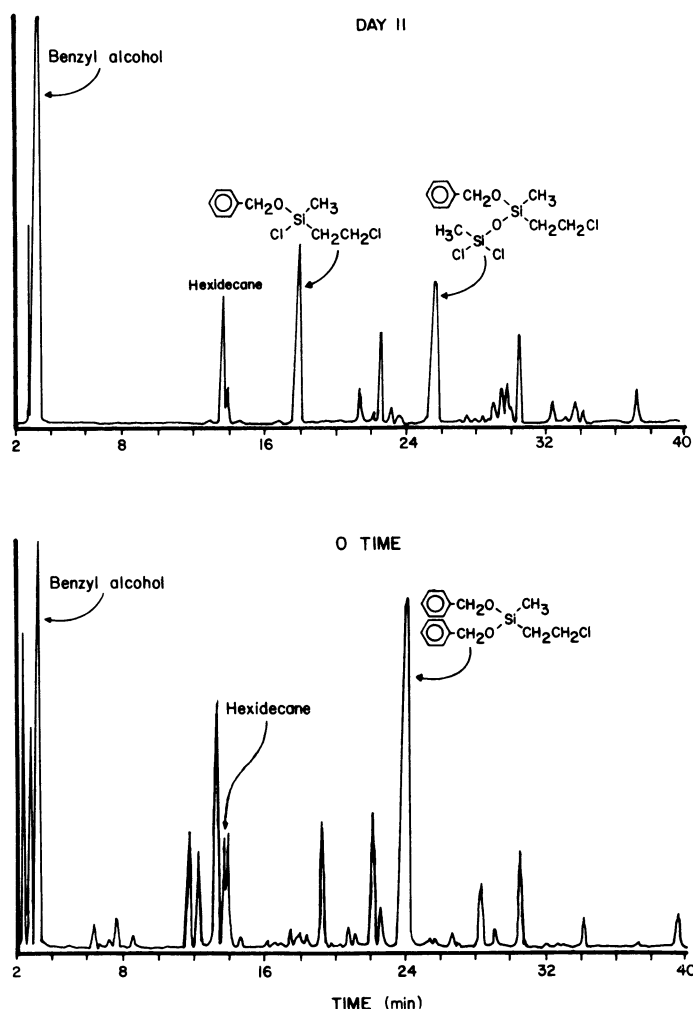 DAY 11
Benzyl alcohol
CH2O CH3
Si
Cl CH2CH2Cl
CH2O CH3
Si
H3C O CH2CH2Cl
Si
Cl Cl
Hexidecane
2 8 16 24 32 40
O TIME
Benzyl alcohol
CH2O CH3
Si
CH2O CH2CH2Cl
Hexidecane
2 8 16 24 32 40
TIME (min)